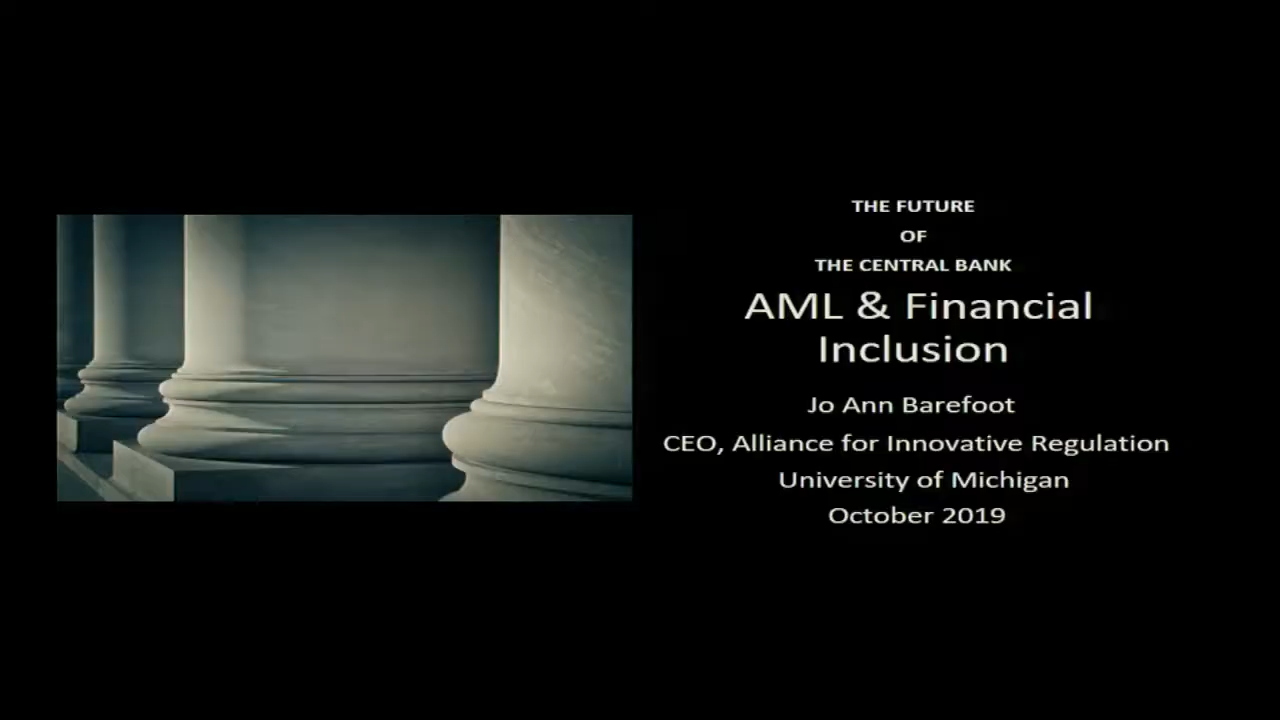 THE FUTURE
OF
THE CENTRAL BANK
AML & Financial
Inclusion
Jo Ann Barefoot
CEO, Alliance for Innovative Regulation
University of Michigan
October 2019